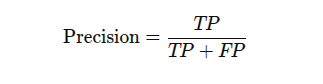 Precision = TP / TP + FP